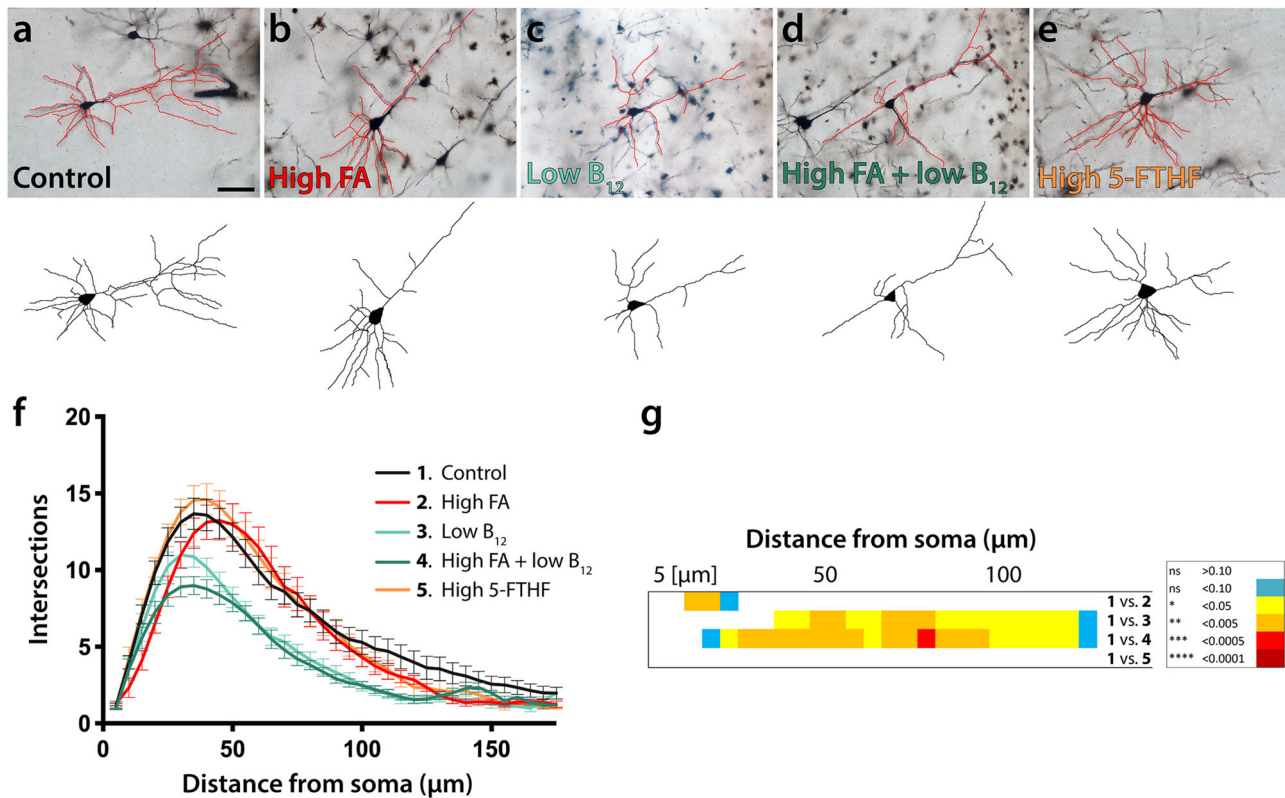 a
b
c
d
e
Control
High FA
Low B12
High FA + low B12
High 5-FTHF
f
20
15
10
5
0
Intersections
0 50 100 150
Distance from soma (μm)
1. Control
2. High FA
3. Low B12
4. High FA + low B12
5. High 5-FTHF
g
Distance from soma (μm)
5 [μm] 50 100
1 vs. 2
1 vs. 3
1 vs. 4
1 vs. 5
ns >0.10
ns <0.10
* <0.05
** <0.005
*** <0.0005
**** <0.0001